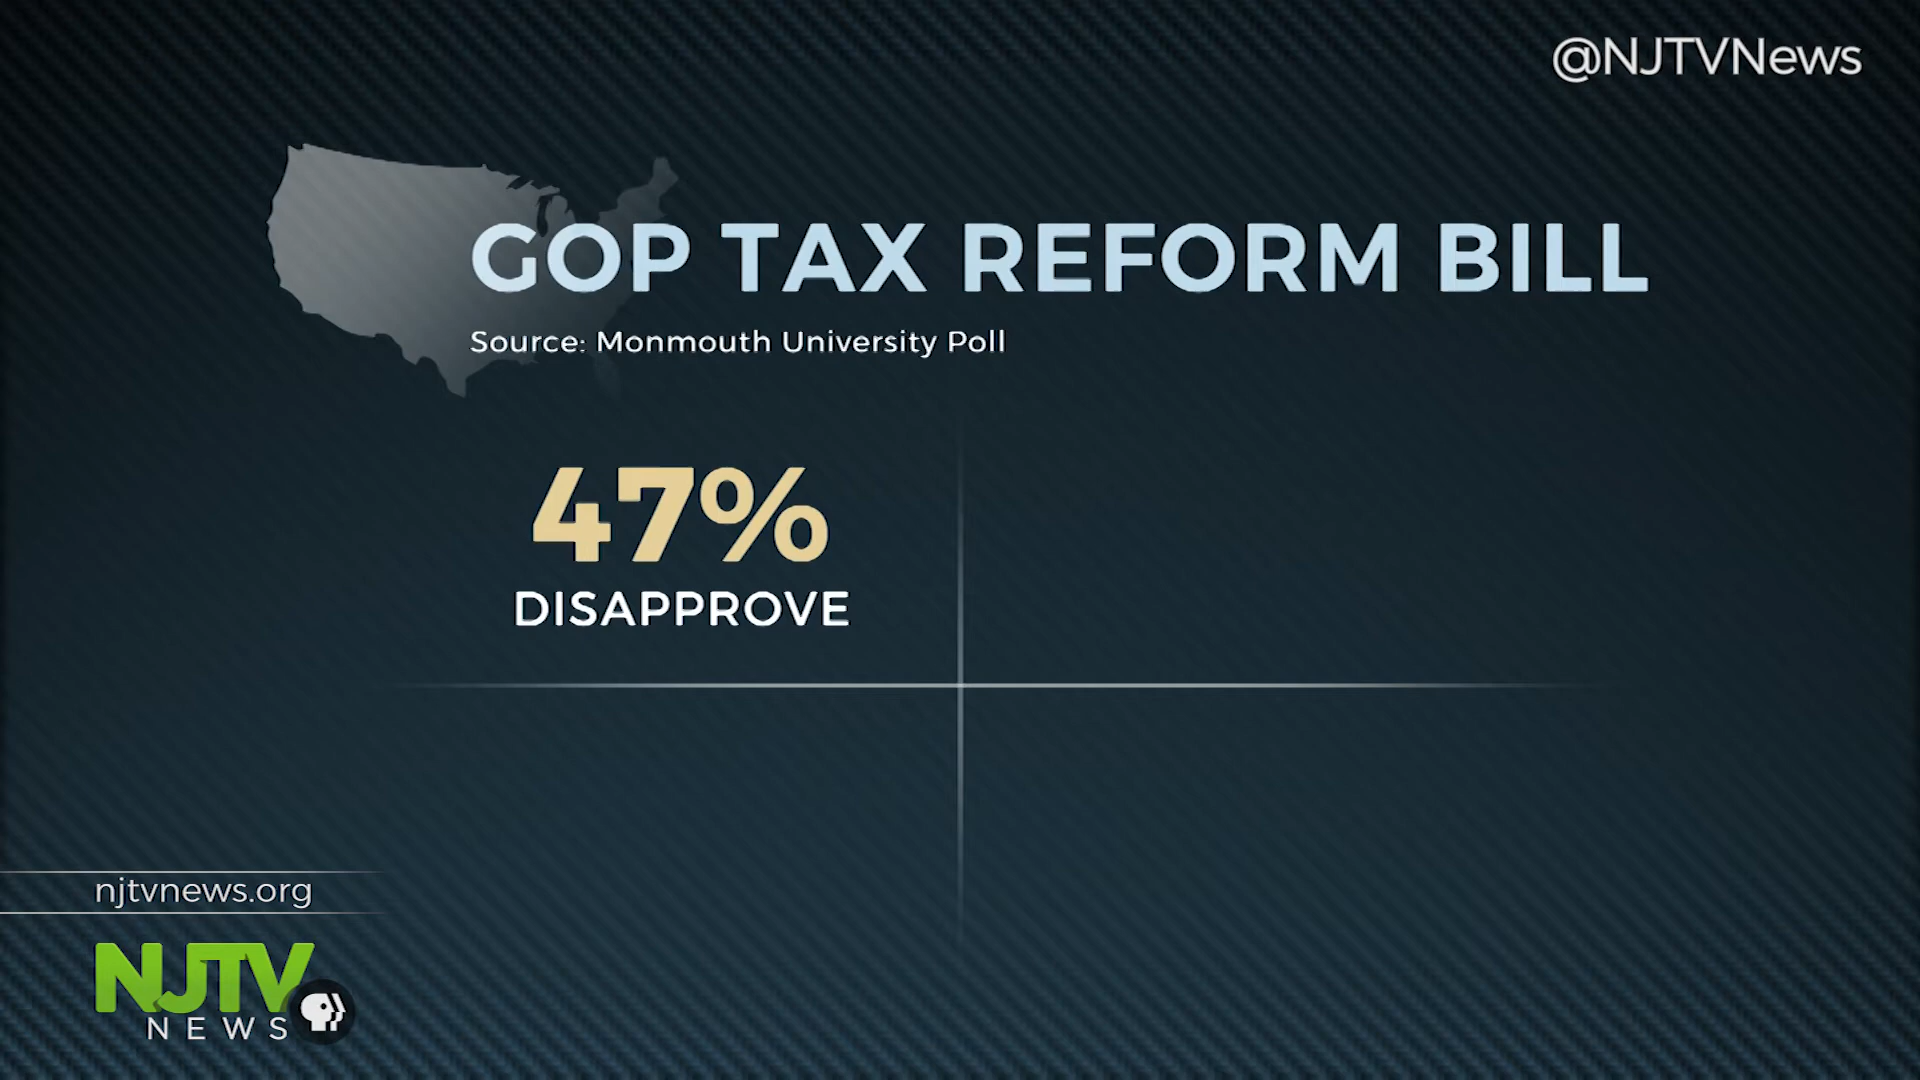 @NJTVNews
GOP TAX REFORM BILL
Source: Monmouth University Poll
47%
DISAPPROVE
njtvnews.org
NJTV
NEWS